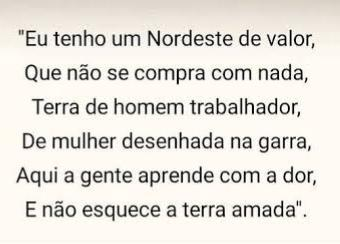 "Eu tenho um Nordeste de valor,
Que não se compra com nada,
Terra de homem trabalhador,
De mulher desenhada na garra,
Aqui a gente aprende com a dor,
E não esquece a terra amada".